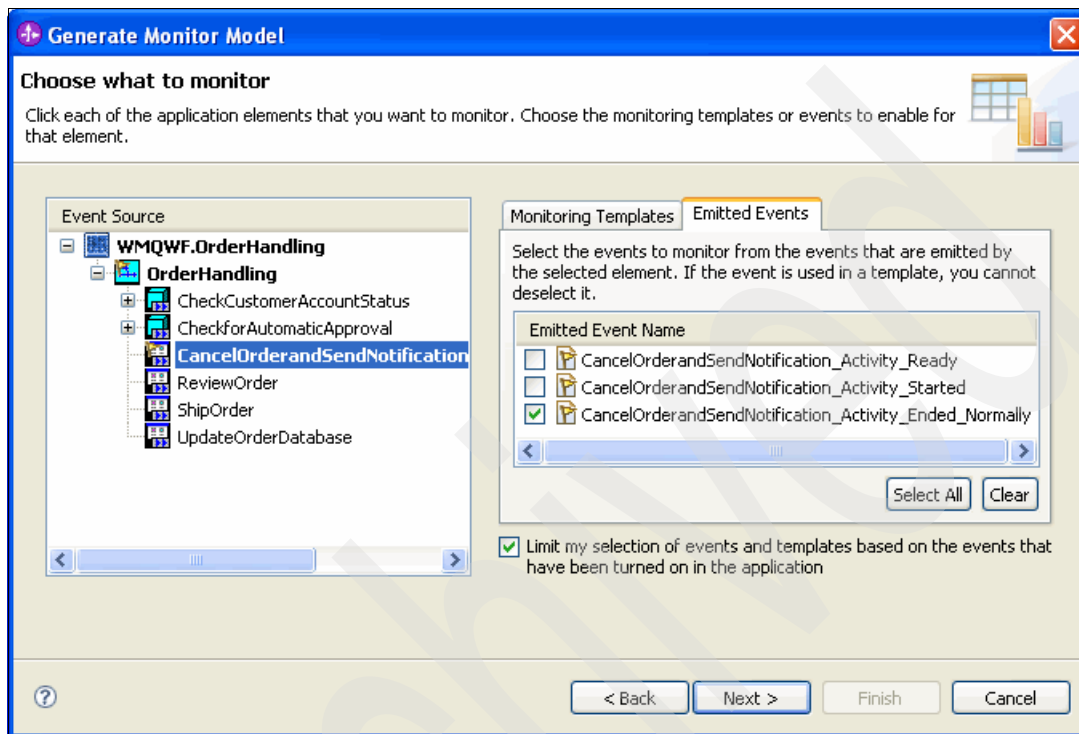 Generate Monitor Model
Choose what to monitor
Click each of the application elements that you want to monitor. Choose the monitoring templates or events to enable for
that element.
Event Source
WMQWF.OrderHandling
OrderHandling
CheckCustomerAccountStatus
CheckforAutomaticApproval
CancelOrderandSendNotification
ReviewOrder
ShipOrder
UpdateOrderDatabase
Monitoring Templates
Emitted Events
Select the events to monitor from the events that are emitted by
the selected element. If the event is used in a template, you cannot
deselect it.
Emitted Event Name
CancelOrderandSendNotification_Activity_Ready
CancelOrderandSendNotification_Activity_Started
CancelOrderandSendNotification_Activity_Ended_Normally
Select All
Clear
Limit my selection of events and templates based on the events that
have been turned on in the application
?
< Back
Next >
Finish
Cancel